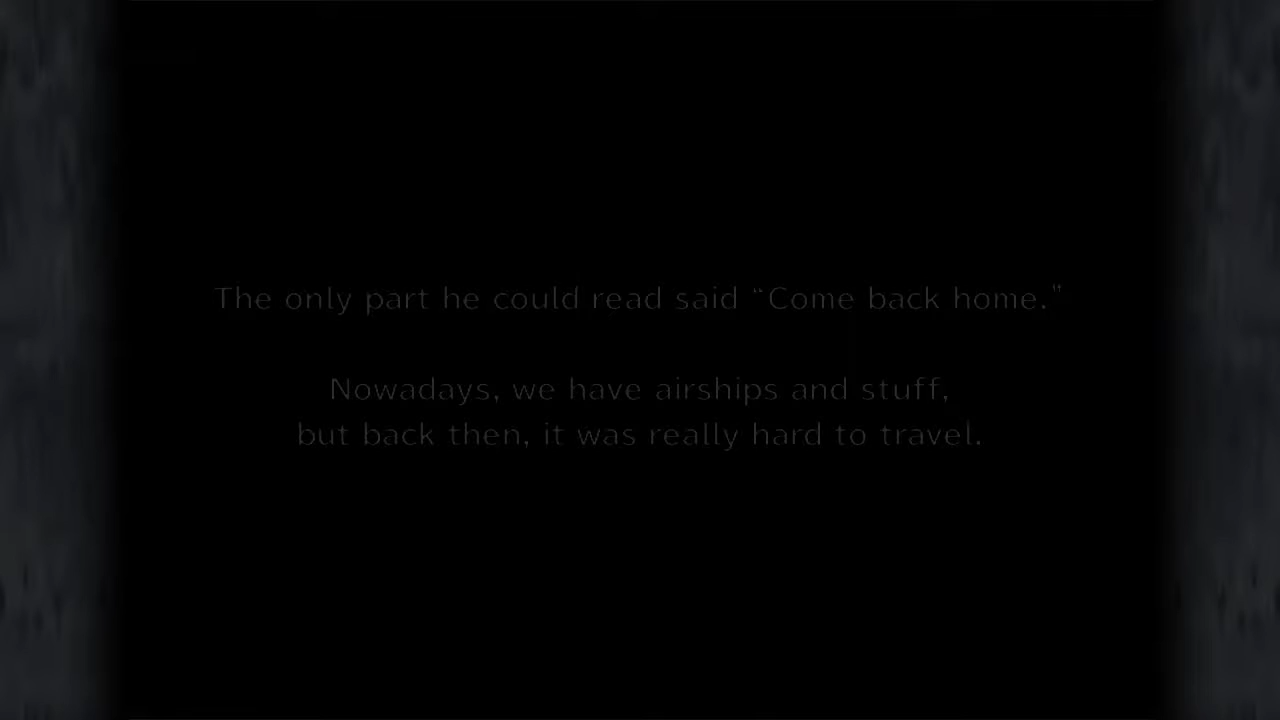 The only part he could read said “Come back home.”
Nowadays, we have airships and stuff,
but back then, it was really hard to travel.